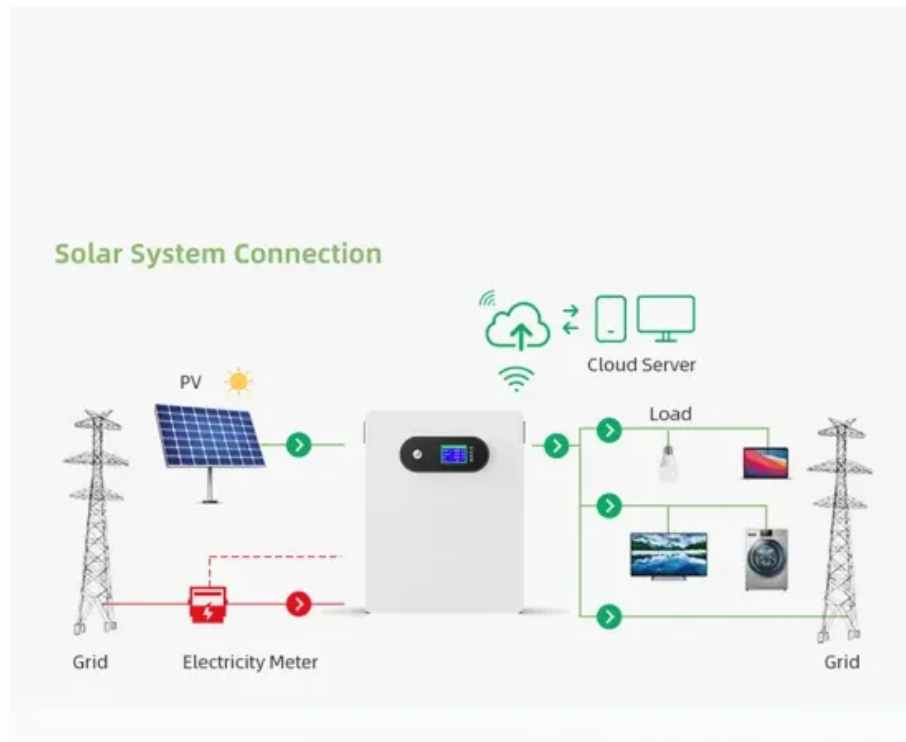 Solar System Connection
Cloud Server
PV
Load
Grid
Electricity Meter
Grid